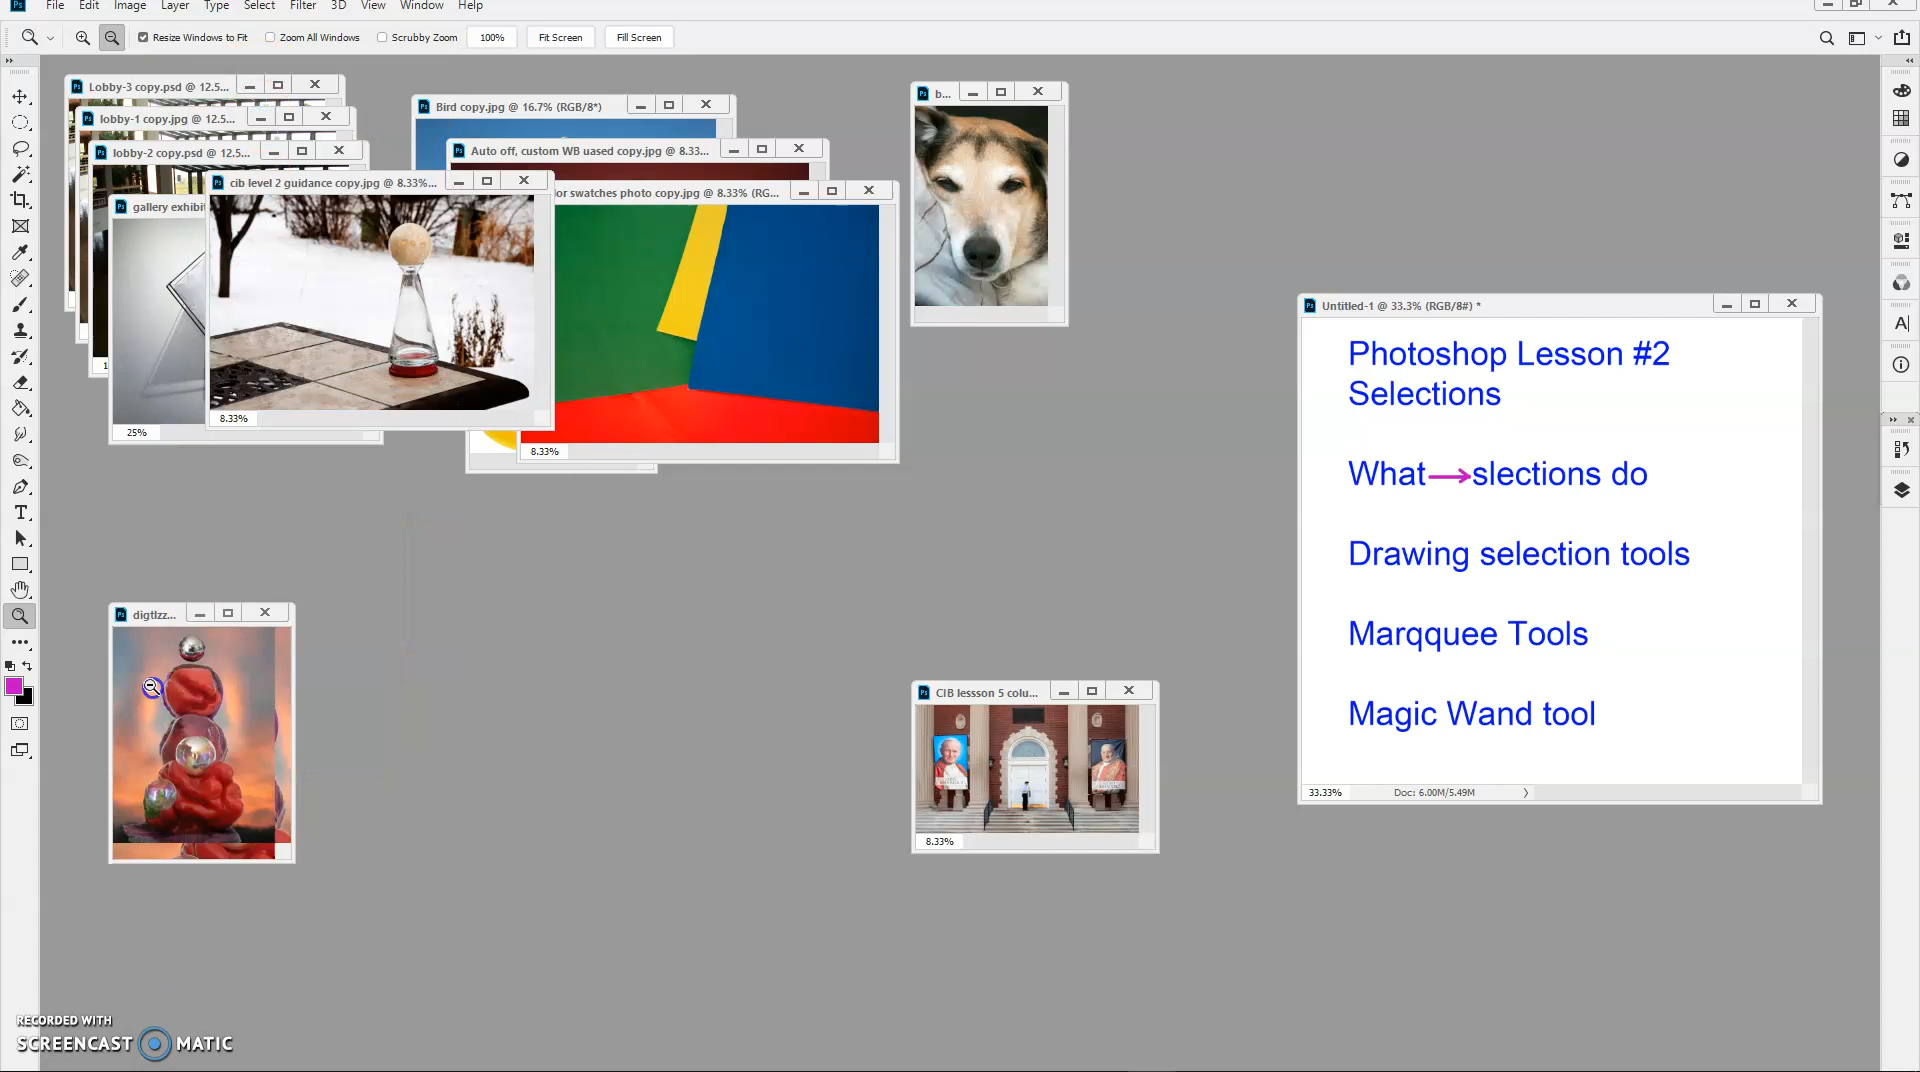 File Edit Image Layer Type Select Filter 3D View Window Help
Resize Windows to Fit Zoom All Windows Scrubby Zoom 100% Fit Screen Fill Screen
Lobby-3 copy.psd @ 12.5...
lobby-1 copy.jpg @ 12.5...
lobby-2 copy.psd @ 12.5...
gallery exhibit
25%
cib level 2 guidance copy.jpg @ 8.33%...
8.33%
Bird copy.jpg @ 16.7% (RGB/8*)
Auto off, custom WB uased copy.jpg @ 8.33...
lor swatches photo copy.jpg @ 8.33% (RG...
8.33%
b...
Untitled-1 @ 33.3% (RGB/8#) *
Photoshop Lesson #2
Selections
What slections do
Drawing selection tools
Marqquee Tools
Magic Wand tool
33.33% Doc: 6.00M/5.49M
digtlzz...
CIB lessson 5 colu...
8.33%
RECORDED WITH
SCREENCAST MATIC